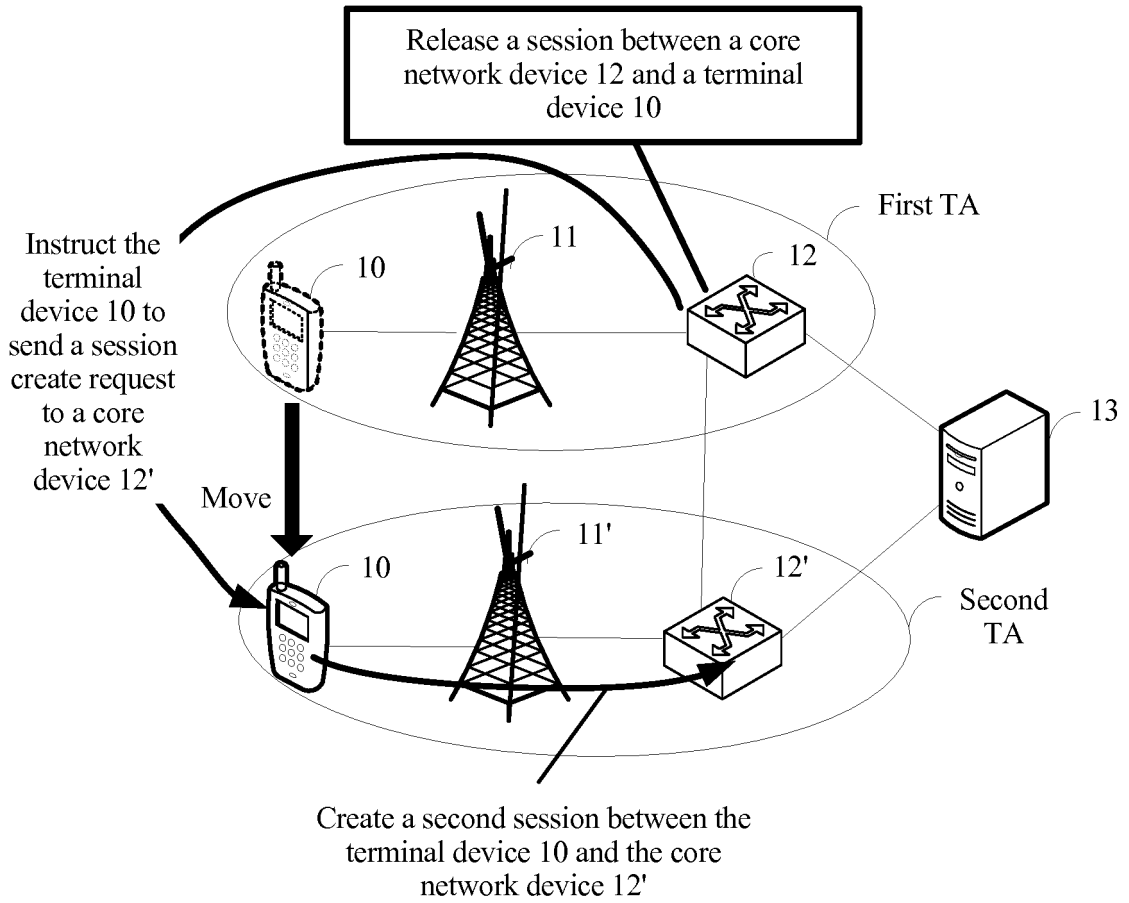 Release a session between a core
network device 12 and a terminal
device 10
First TA
11
12
10
Instruct the
terminal
device 10 to
send a session
create request
to a core
network
device 12'
13
Move
11'
10
12'
Second
TA
Create a second session between the
terminal device 10 and the core
network device 12'